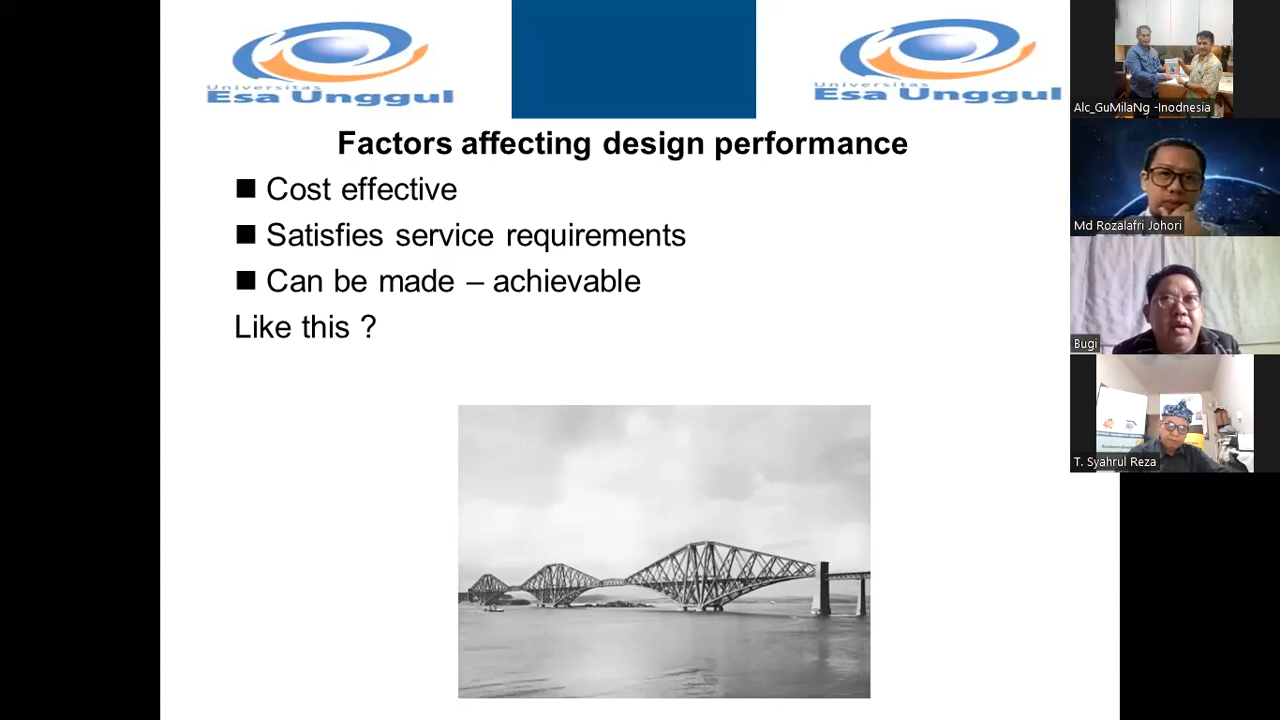 Universitas
Esa Unggul
Universitas
Esa Unggul
Factors affecting design performance
Cost effective
Satisfies service requirements
Can be made – achievable
Like this ?
Alc_GuMilaNg -Inodnesia
Md Rozalafri Johori
Bugi
T. Syahrul Reza